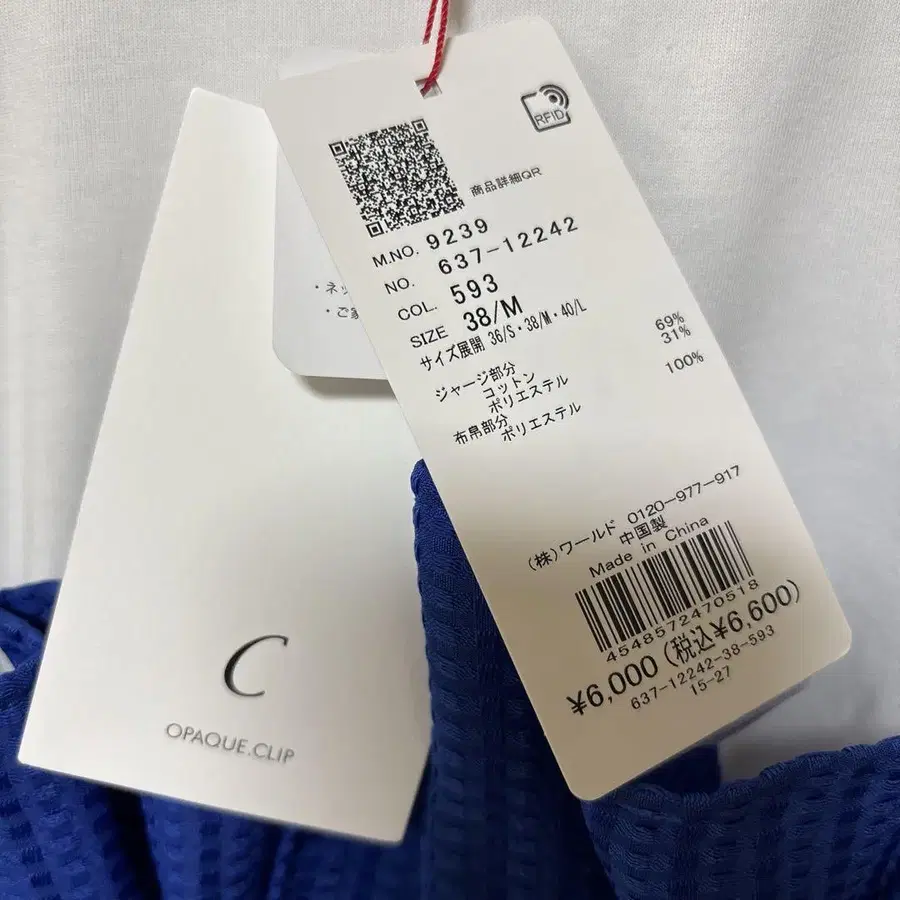 RFID
商品詳細QR
M.NO. 9239
NO. 637-12242
COL. 593
SIZE 38/M
サイズ展開 36/S・38/M・40/L
ジャージ部分
コットン 69%
ポリエステル 31%
布帛部分
ポリエステル 100%
(株)ワールド 0120-977-917
中国製
Made in China
4548572470518
¥6,000 (税込¥6,600)
637-12242-38-593
15-27
・ネッ
・ご
C
OPAQUE.CLIP